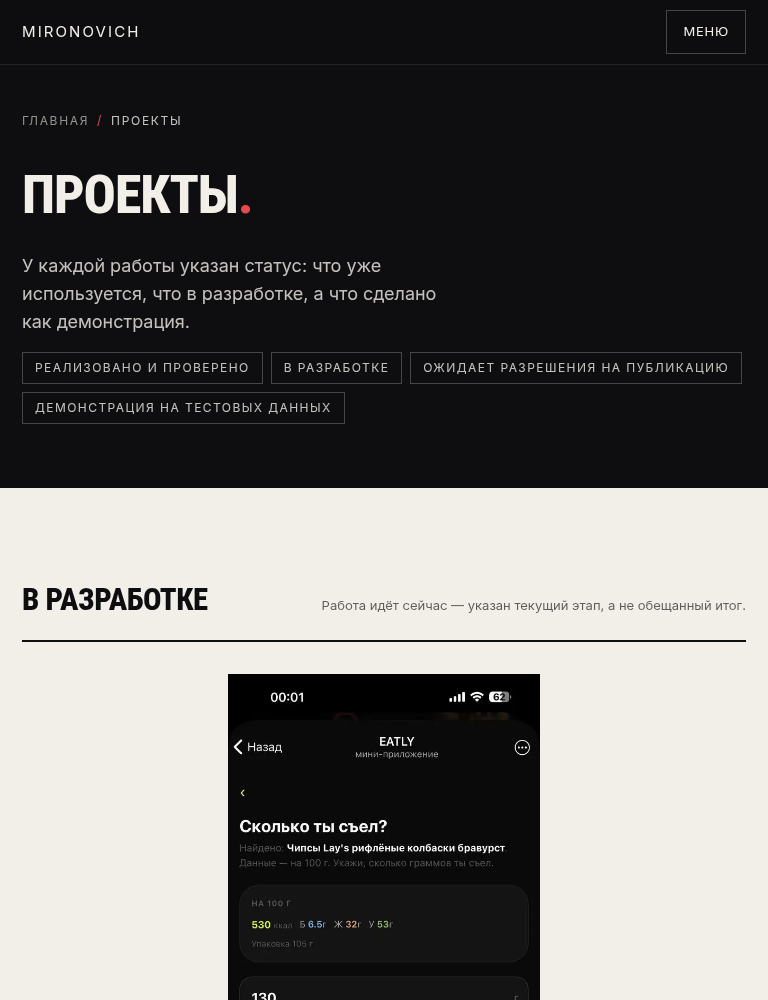 MIRONOVICH
МЕНЮ
ГЛАВНАЯ / ПРОЕКТЫ
ПРОЕКТЫ.
У каждой работы указан статус: что уже
используется, что в разработке, а что сделано
как демонстрация.
РЕАЛИЗОВАНО И ПРОВЕРЕНО
В РАЗРАБОТКЕ
ОЖИДАЕТ РАЗРЕШЕНИЯ НА ПУБЛИКАЦИЮ
ДЕМОНСТРАЦИЯ НА ТЕСТОВЫХ ДАННЫХ
В РАЗРАБОТКЕ
Работа идёт сейчас — указан текущий этап, а не обещанный итог.
00:01
62
Назад
EATLY
мини-приложение
Сколько ты съел?
Найдено: Чипсы Lay's рифлёные колбаски бравурст.
Данные — на 100 г. Укажи, сколько граммов ты съел.
НА 100 Г
530 ккал Б 6.5г Ж 32г У 53г
Упаковка 105 г
130
г